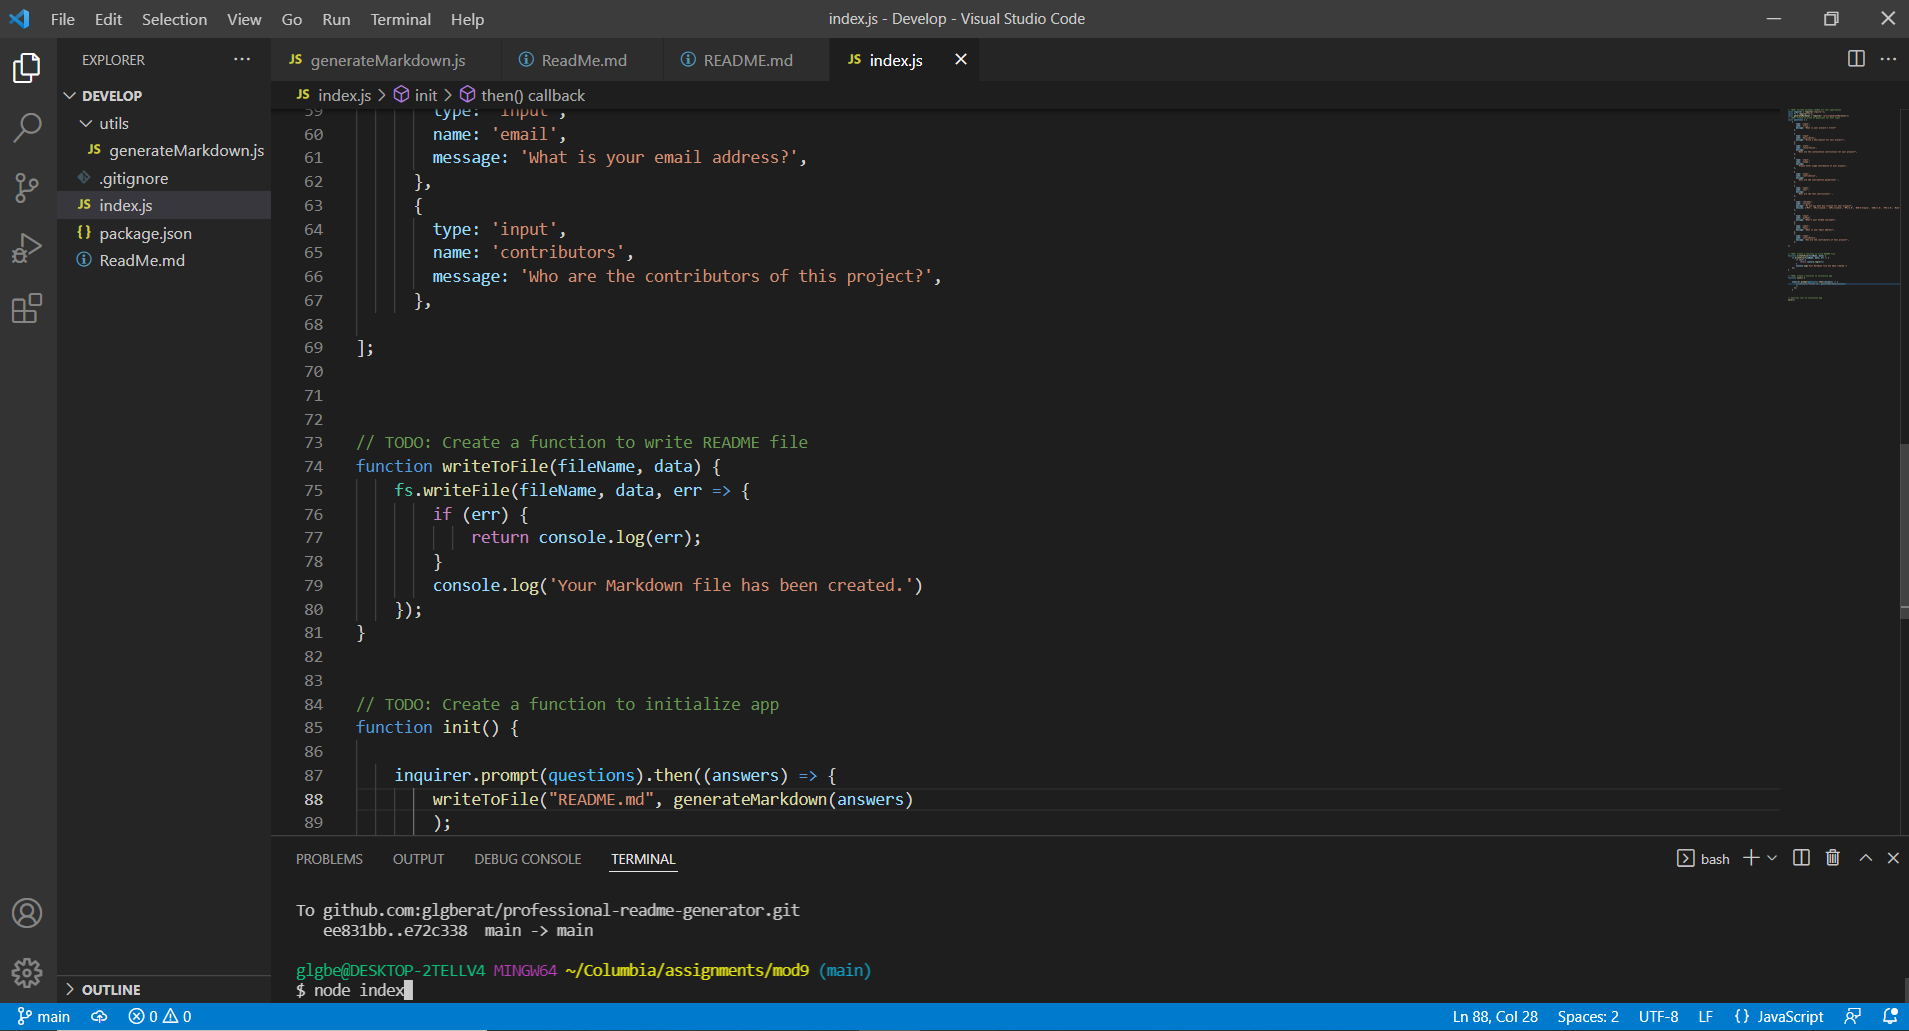 File Edit Selection View Go Run Terminal Help
index.js - Develop - Visual Studio Code
EXPLORER
DEVELOP
utils
JS generateMarkdown.js
.gitignore
JS index.js
{} package.json
ReadMe.md
OUTLINE
JS generateMarkdown.js
ReadMe.md
README.md
JS index.js
JS index.js > init > then() callback
59 type: 'input',
60 name: 'email',
61 message: 'What is your email address?',
62 },
63 {
64 type: 'input',
65 name: 'contributors',
66 message: 'Who are the contributors of this project?',
67 },
68
69 ];
70
71
72
73 // TODO: Create a function to write README file
74 function writeToFile(fileName, data) {
75 fs.writeFile(fileName, data, err => {
76 if (err) {
77 return console.log(err);
78 }
79 console.log('Your Markdown file has been created.')
80 });
81 }
82
83
84 // TODO: Create a function to initialize app
85 function init() {
86
87 inquirer.prompt(questions).then((answers) => {
88 writeToFile("README.md", generateMarkdown(answers)
89 );
PROBLEMS OUTPUT DEBUG CONSOLE TERMINAL
bash
To github.com:glgberat/professional-readme-generator.git
ee831bb..e72c338 main -> main
glgbe@DESKTOP-2TELLV4 MINGW64 ~/Columbia/assignments/mod9 (main)
$ node index
main 0 0
Ln 88, Col 28 Spaces: 2 UTF-8 LF {} JavaScript